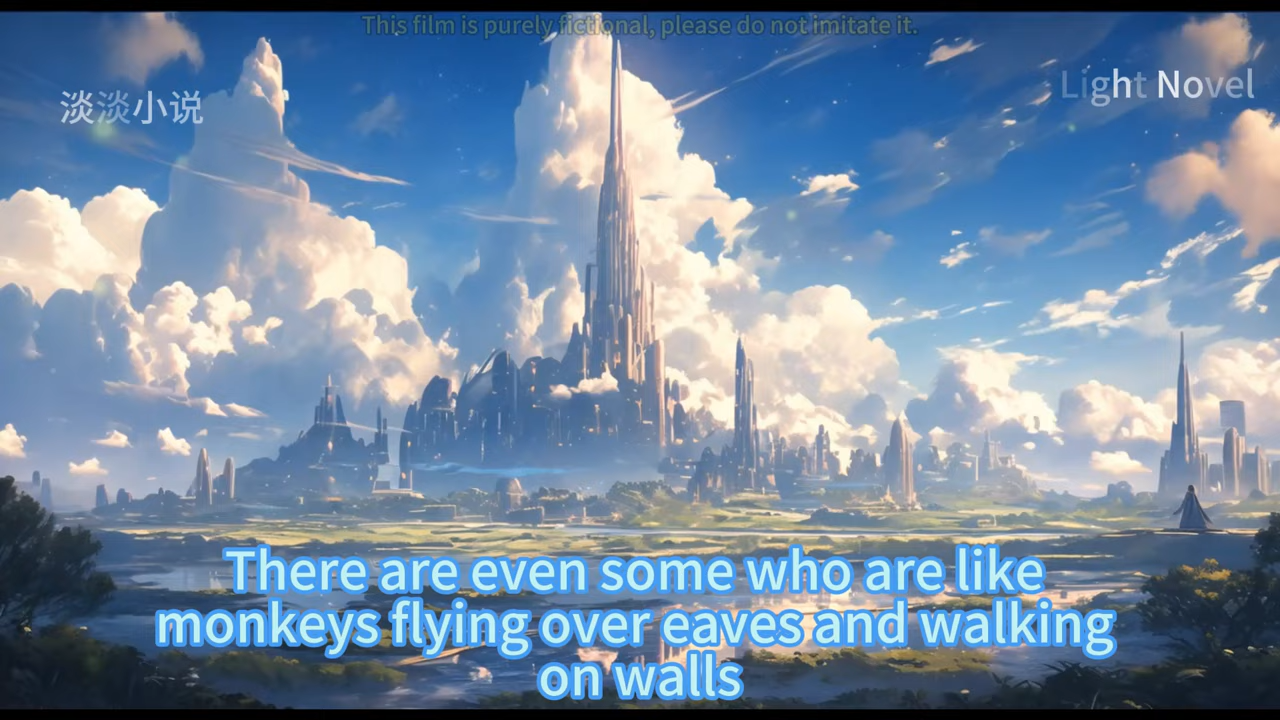 This film is purely fictional, please do not imitate it.
淡淡小说
Light Novel
There are even some who are like
monkeys flying over eaves and walking
on walls